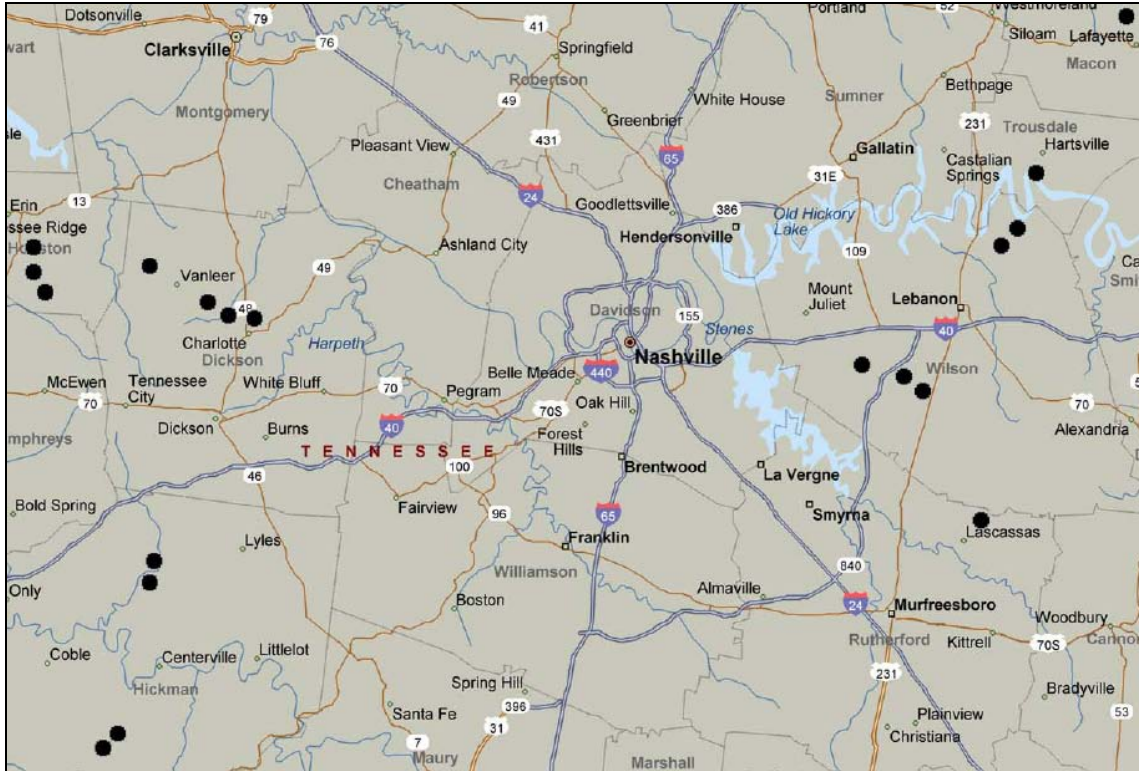 Dotsonville
79
41
Portland
52
Westmoreland
Siloam
Lafayette
Clarksville
76
Springfield
Robertson
Macon
Bethpage
Montgomery
49
White House
Sumner
Greenbrier
231
Trousdale
Pleasant View
431
65
Gallatin
Castalian
Springs
Hartsville
Cheatham
24
31E
Erin
13
Goodlettsville
386
Old Hickory
Lake
Hendersonville
Ashland City
109
49
Vanleer
Mount
Juliet
Lebanon
48
Davidson
155
Charlotte
Dickson
Harpeth
Stones
40
Nashville
440
Wilson
McEwen
Tennessee
City
White Bluff
70
Belle Meade
Pegram
70
70S
Oak Hill
70
Dickson
Burns
40
Forest
Hills
Alexandria
TENNESSEE
100
Brentwood
La Vergne
46
Bold Spring
Fairview
96
65
Smyrna
Lyles
Franklin
Lascassas
Williamson
840
Only
Almaville
24
Boston
Murfreesboro
Woodbury
Rutherford
Kittrell
70S
Cannon
Coble
Centerville
Littlelot
Hickman
231
Spring Hill
Bradyville
396
Santa Fe
31
Plainview
53
Christiana
7
Maury
Marshall